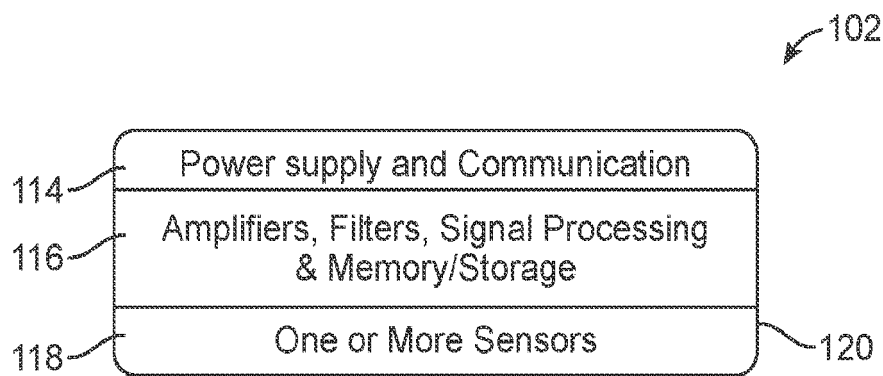 102
114
Power supply and Communication
116
Amplifiers, Filters, Signal Processing
& Memory/Storage
118
One or More Sensors
120